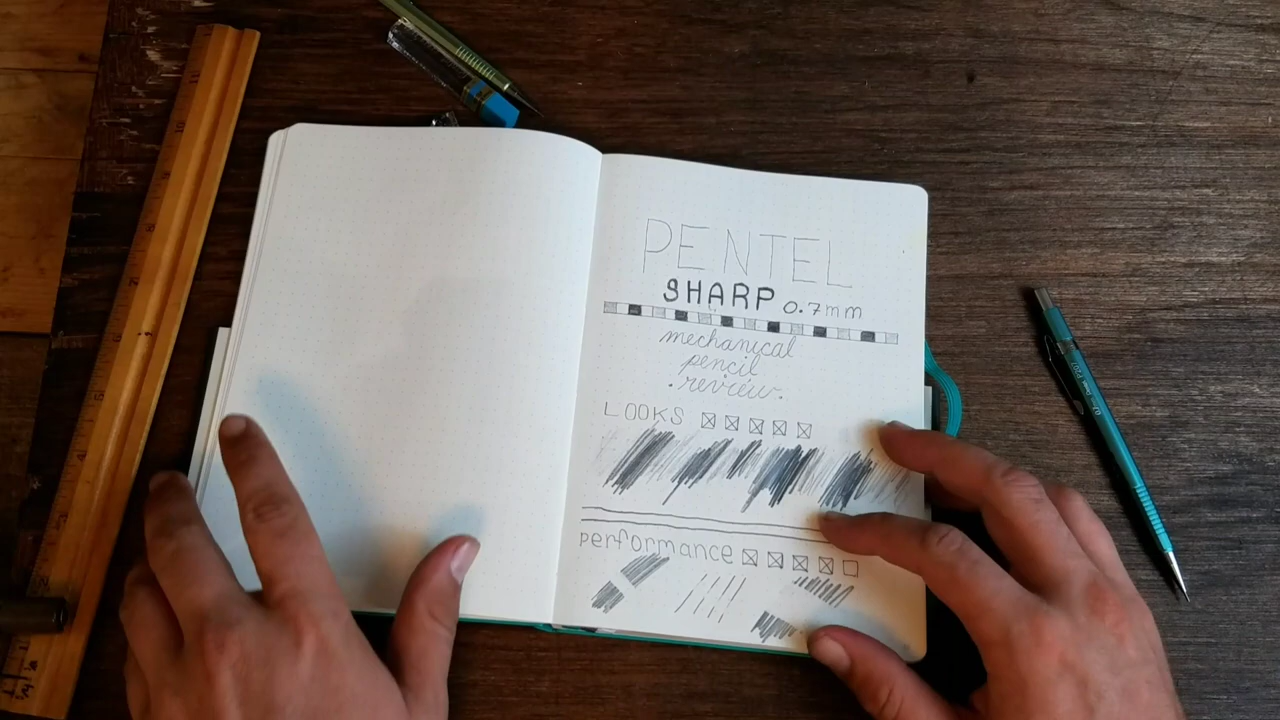 PENTEL
SHARP 0.7mm
mechanical
pencil
.review.
LOOKS
performance